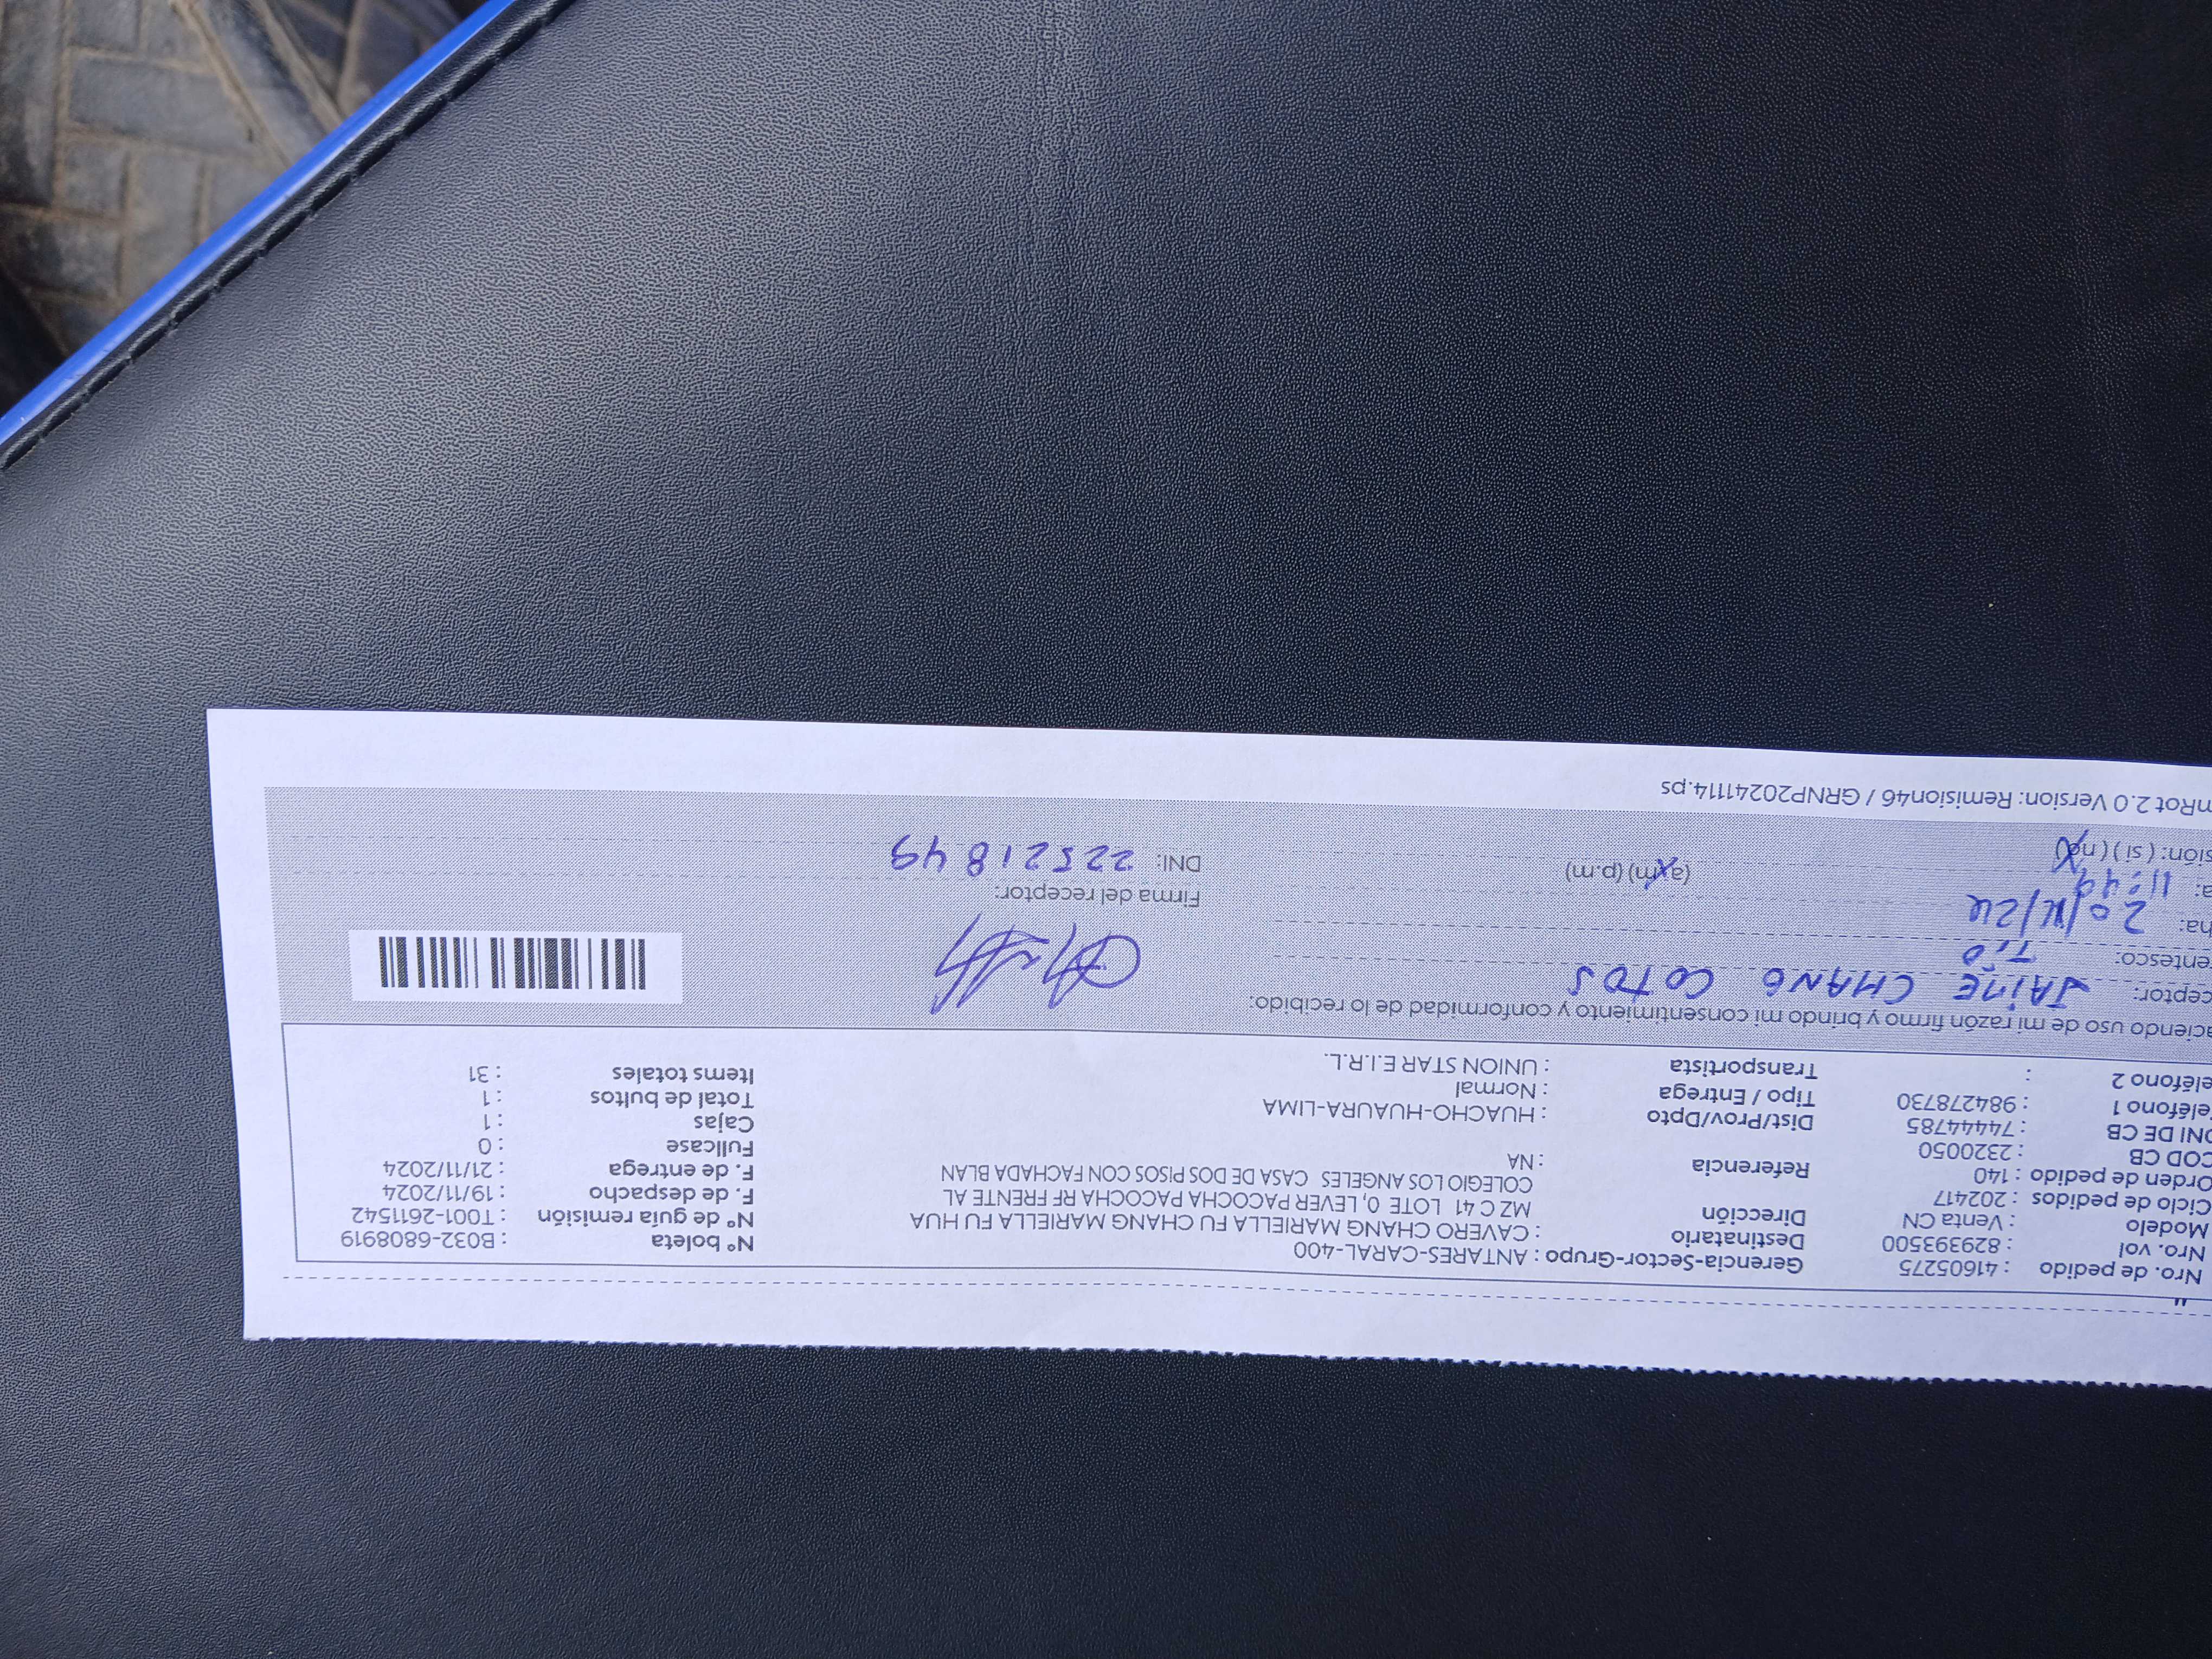 Nro. de pedido : 41605275 Gerencia-Sector-Grupo : ANTARES-CARAL-400 N° boleta : B032-6808919
Nro. vol : 829393500 Destinatario : CAVERO CHANG MARIELLA FU CHANG MARIELLA FU HUA N° de guía remisión : T001-2611542
Modelo : Venta CN Dirección MZ C 41 LOTE 0, LEVER PACOCHA PACOCHA RF FRENTE AL F. de despacho : 19/11/2024
Ciclo de pedidos : 202417 COLEGIO LOS ANGELES CASA DE DOS PISOS CON FACHADA BLAN F. de entrega : 21/11/2024
Orden de pedido : 140 Referencia : NA Fullcase : 0
COD CB : 2320050 Cajas : 1
DNI DE CB : 74444785 Dist/Prov/Dpto : HUACHO-HUAURA-LIMA Total de bultos : 1
eléfono 1 : 984278730 Tipo / Entrega : Normal Items totales : 31
eléfono 2 : Transportista : UNION STAR E.I.R.L.
aciendo uso de mi razón firmo y brindo mi consentimiento y conformidad de lo recibido:
ceptor: JAIME CHANG COTOS
entesco: Tio
ha: 20/11/24
a: 11:49 (a.m) (p.m) Firma del receptor:
sión: ( si ) ( no ) DNI: 22521849
nRot 2.0 Version: Remision46 / GRNP20241114.ps